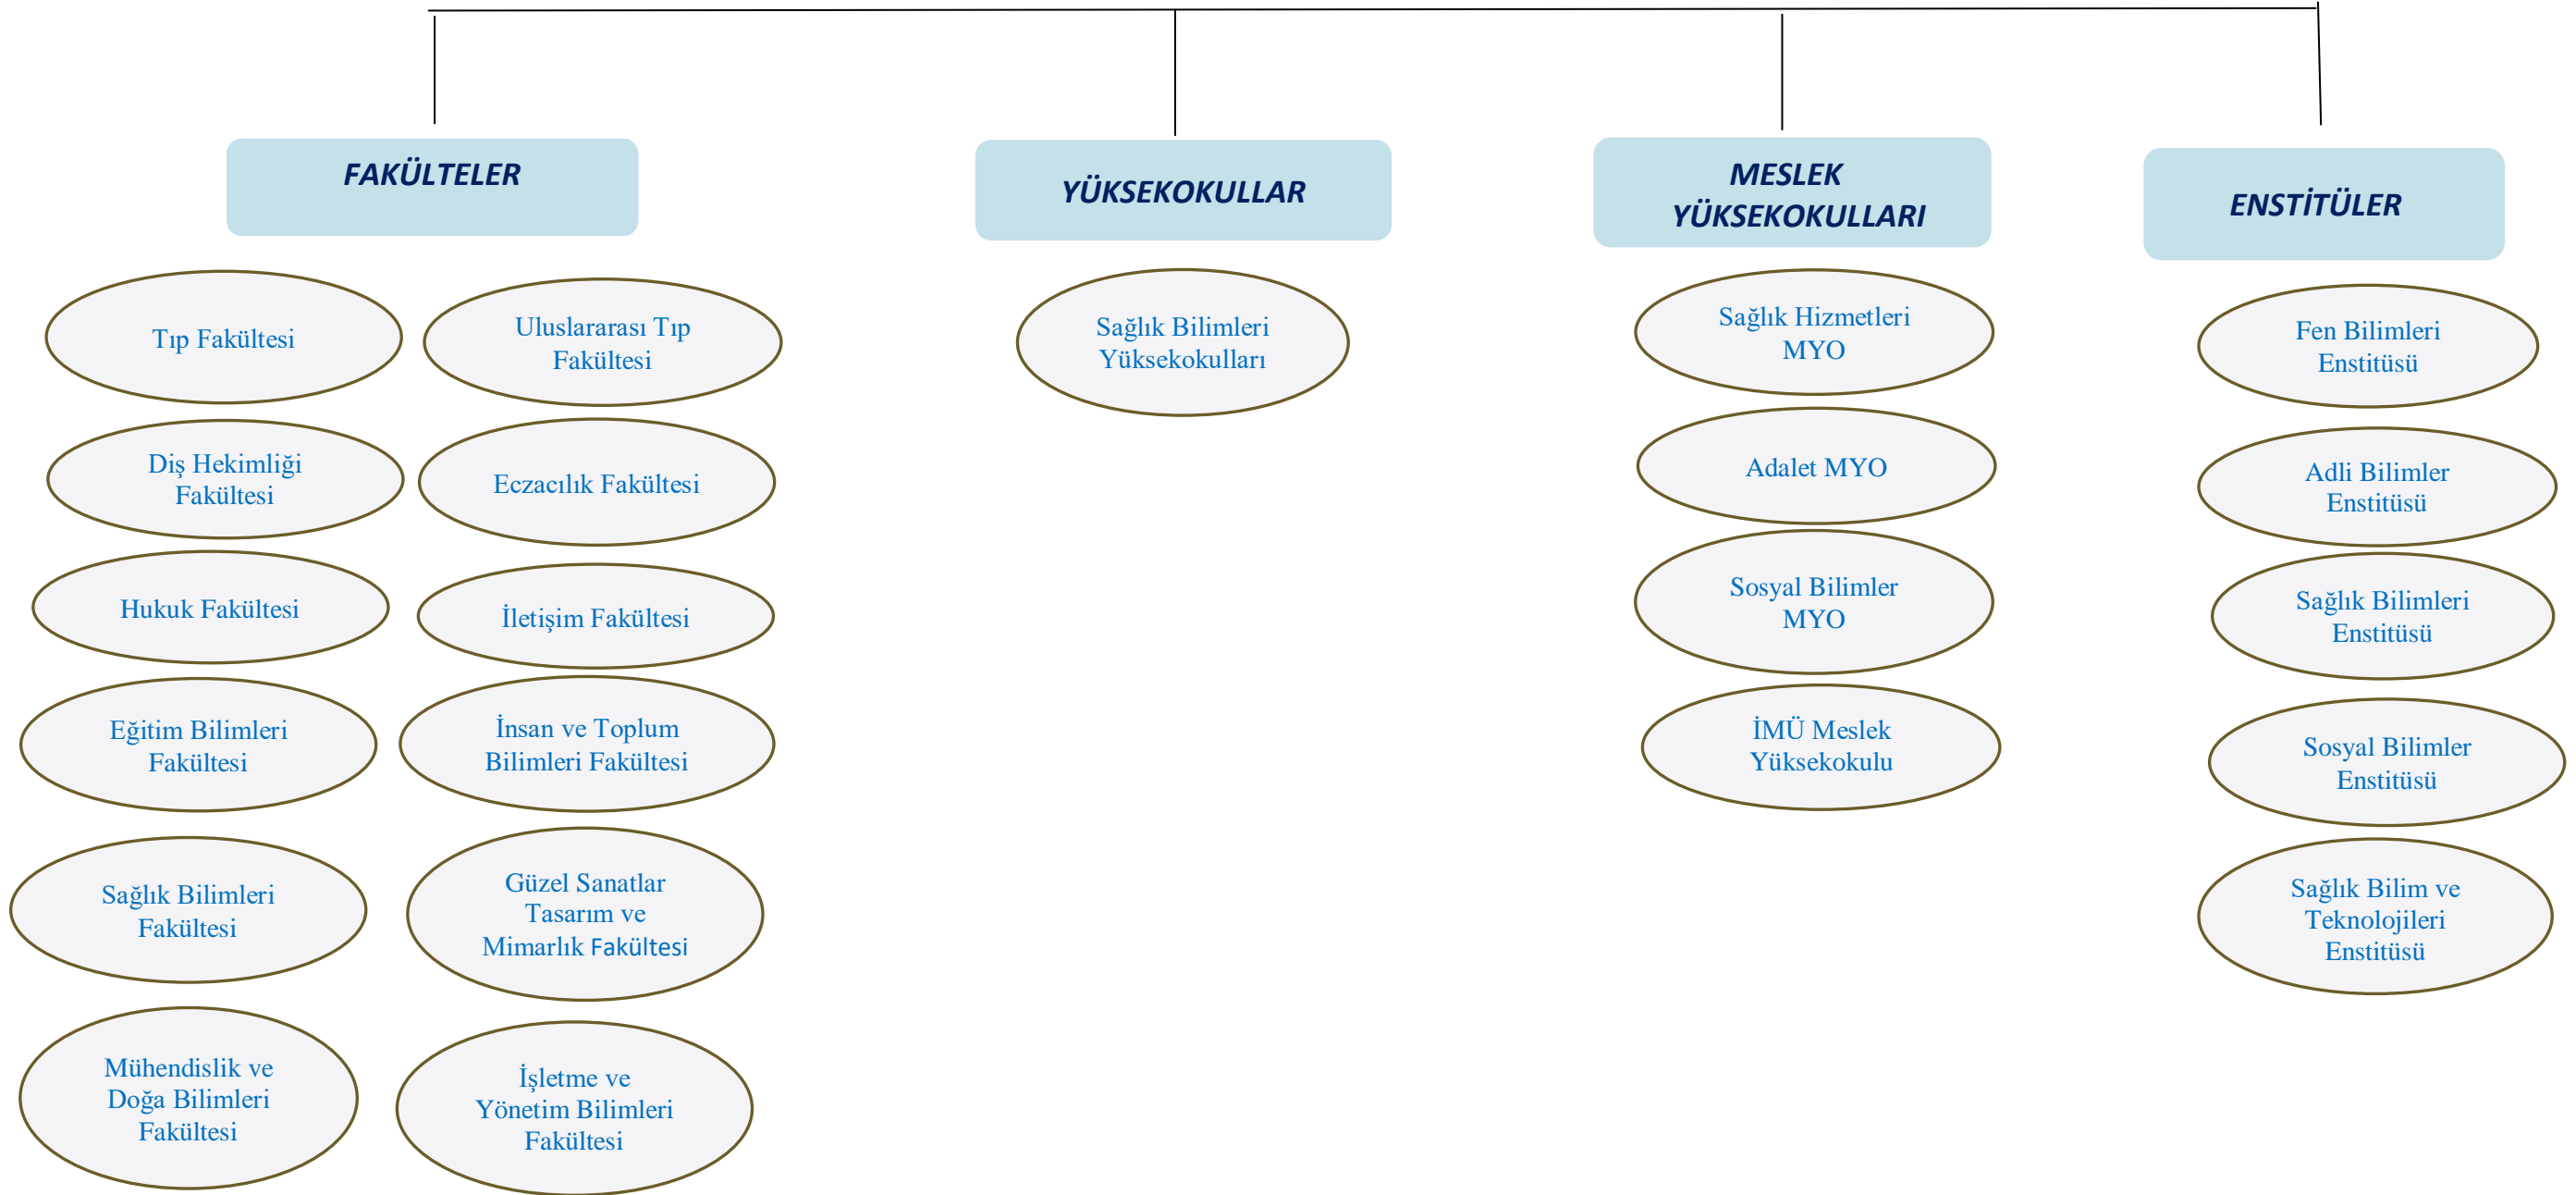 FAKÜLTELER
Tıp Fakültesi
Uluslararası Tıp
Fakültesi
Diş Hekimliği
Fakültesi
Eczacılık Fakültesi
Hukuk Fakültesi
İletişim Fakültesi
Eğitim Bilimleri
Fakültesi
İnsan ve Toplum
Bilimleri Fakültesi
Sağlık Bilimleri
Fakültesi
Güzel Sanatlar
Tasarım ve
Mimarlık Fakültesi
Mühendislik ve
Doğa Bilimleri
Fakültesi
İşletme ve
Yönetim Bilimleri
Fakültesi
YÜKSEKOKULLAR
Sağlık Bilimleri
Yüksekokulları
MESLEK
YÜKSEKOKULLARI
Sağlık Hizmetleri
MYO
Adalet MYO
Sosyal Bilimler
MYO
İMÜ Meslek
Yüksekokulu
ENSTİTÜLER
Fen Bilimleri
Enstitüsü
Adli Bilimler
Enstitüsü
Sağlık Bilimleri
Enstitüsü
Sosyal Bilimler
Enstitüsü
Sağlık Bilim ve
Teknolojileri
Enstitüsü